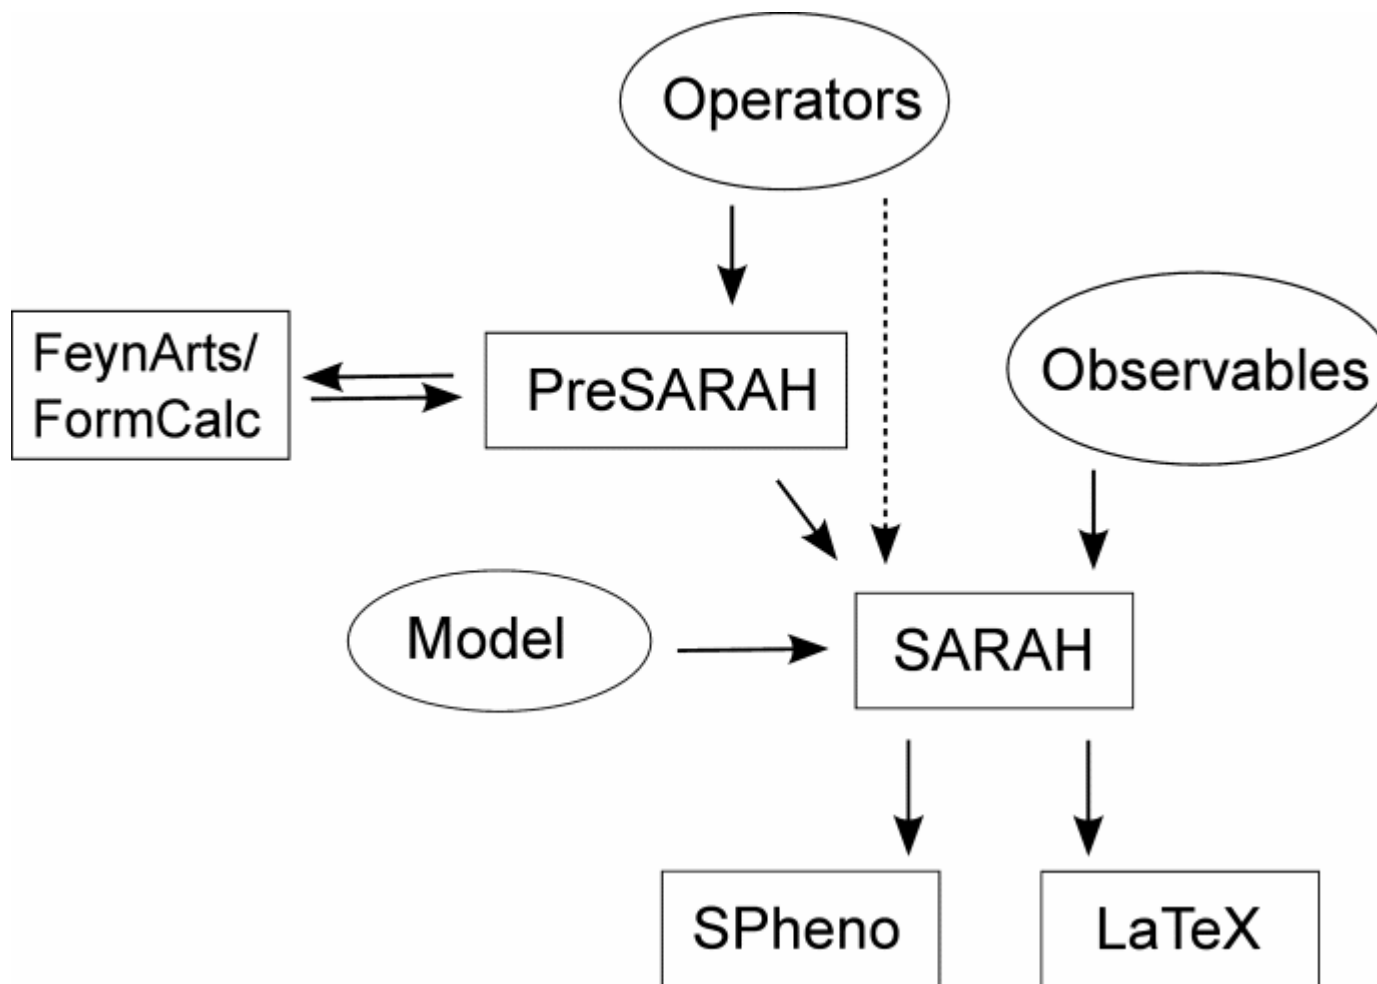 Operators
FeynArts/
FormCalc
PreSARAH
Observables
Model
SARAH
SPheno
LaTeX